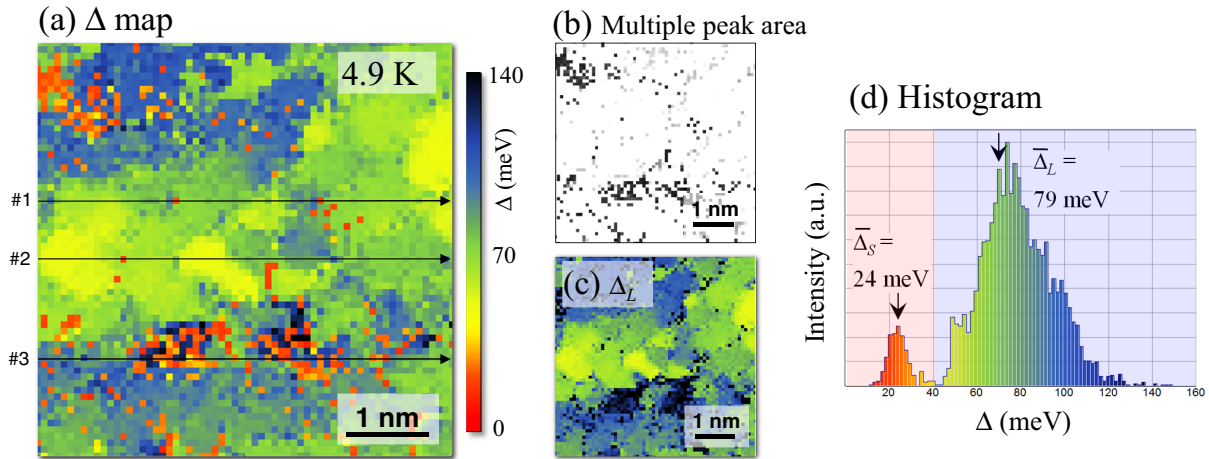 (a) Δ map
4.9 K
#1
#2
#3
1 nm
140
70
0
Δ (meV)
(b) Multiple peak area
1 nm
(c) Δ_L
1 nm
(d) Histogram
Intensity (a.u.)
Δ̅_S =
24 meV
Δ̅_L =
79 meV
20 40 60 80 100 120 140 160
Δ (meV)